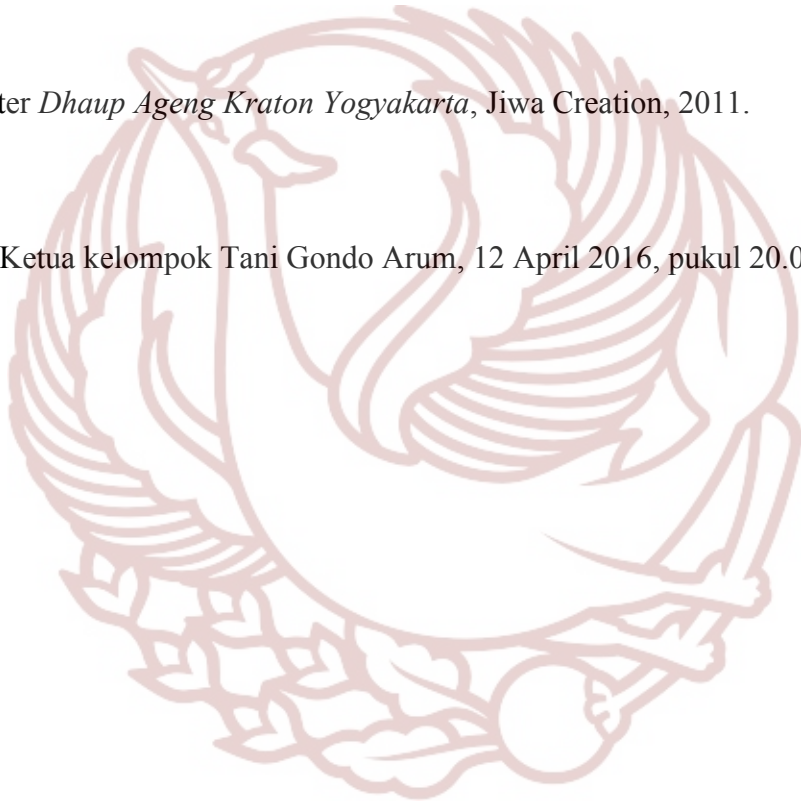 ter Dhaup Ageng Kraton Yogyakarta, Jiwa Creation, 2011.
Ketua kelompok Tani Gondo Arum, 12 April 2016, pukul 20.0